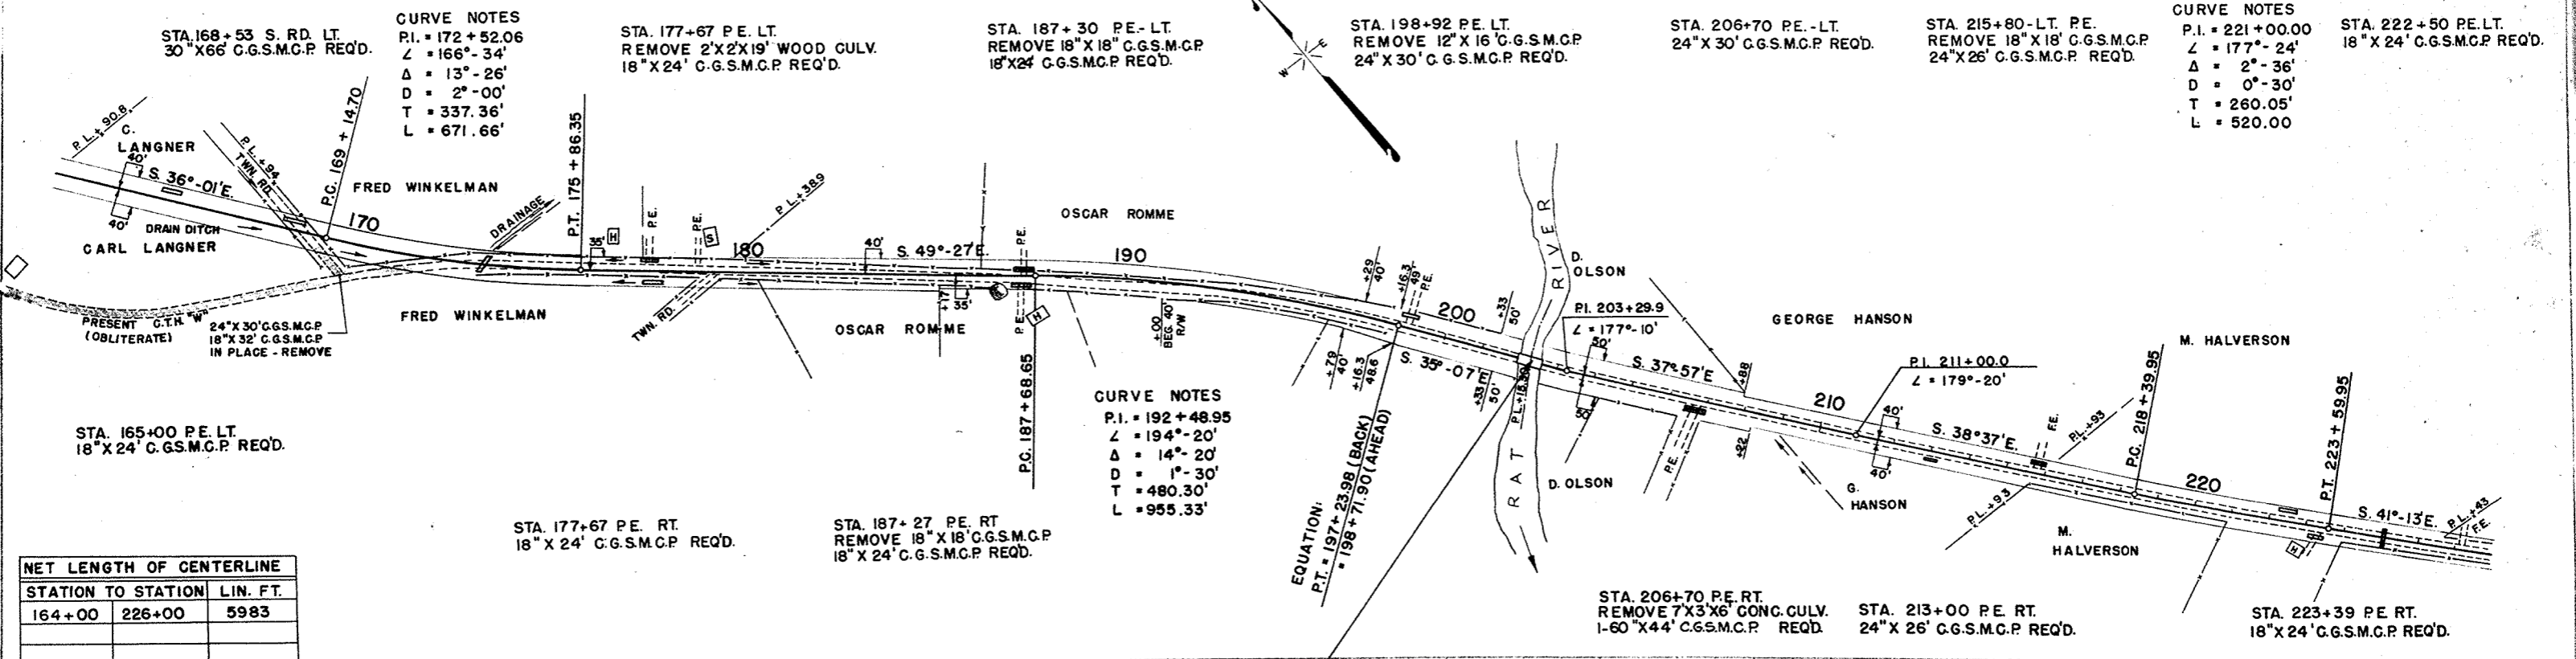 STA. 168+53 S. RD. LT.
30"X66' C.G.S.M.C.P. REQ'D.
CURVE NOTES
P.I. = 172+52.06
∠ = 166°-34'
Δ = 13°-26'
D = 2°-00'
T = 337.36'
L = 671.66'
STA. 177+67 P.E. LT.
REMOVE 2'X2'X19' WOOD CULV.
18"X24' C.G.S.M.C.P. REQ'D.
STA. 187+30 P.E.-LT.
REMOVE 18"X18' C.G.S.M.C.P.
18"X24' C.G.S.M.C.P. REQ'D.
W
E
STA. 198+92 P.E. LT.
REMOVE 12"X16' C.G.S.M.C.P.
24"X30' C.G.S.M.C.P. REQ'D.
STA. 206+70 P.E.-LT.
24"X30' C.G.S.M.C.P. REQ'D.
STA. 215+80-LT. P.E.
REMOVE 18"X18' C.G.S.M.C.P.
24"X26' C.G.S.M.C.P. REQ'D.
CURVE NOTES
P.I. = 221+00.00
∠ = 177°-24'
Δ = 2°-36'
D = 0°-30'
T = 260.05'
L = 520.00
STA. 222+50 P.E. LT.
18"X24' C.G.S.M.C.P. REQ'D.
P.L. +90.8
C.
LANGNER
40'
S. 36°-01'E.
40'
DRAIN DITCH
CARL LANGNER
P.L. +94
TWN. RD.
P.C. 169+14.70
170
FRED WINKELMAN
DRAINAGE
P.T. 175+86.35
35'
H
P.E.
P.E.
S
180
P.L. +38.9
40'
S. 49°-27'E.
P.E.
OSCAR ROMME
190
PRESENT C.T.H. "W"
(OBLITERATE)
24"X30' C.G.S.M.C.P.
18"X32' C.G.S.M.C.P.
IN PLACE - REMOVE
FRED WINKELMAN
TWN. RD.
OSCAR ROMME
+17
35'
P.E.
H
P.C. 187+68.65
+00
BEG. 40'
R/W
+29
40'
+16.3
49'
P.E.
200
+33
50'
+79
40'
+16.3
48.6
S. 35°-07'E
+33
50'
RAT RIVER
D.
OLSON
P.I. 203+29.9
∠ = 177°-10'
50'
50'
S. 37°57'E
+88
GEORGE HANSON
P.I. 211+00.0
∠ = 179°-20'
210
40'
40'
S. 38°37'E.
M. HALVERSON
P.L. +93
F.E.
P.C. 218+39.95
220
P.T. 223+59.95
S. 41°-13'E.
P.L. +43
F.E.
D. OLSON
P.E.
+22
G.
HANSON
P.L. +93
M.
HALVERSON
H
CURVE NOTES
P.I. = 192+48.95
∠ = 194°-20'
Δ = 14°-20'
D = 1°-30'
T = 480.30'
L = 955.33'
EQUATION:
P.T. = 197+23.98 (BACK)
= 198+71.90 (AHEAD)
STA. 165+00 P.E. LT.
18"X24' C.G.S.M.C.P. REQ'D.
STA. 177+67 P.E. RT.
18"X24' C.G.S.M.C.P. REQ'D.
STA. 187+27 P.E. RT
REMOVE 18"X18' C.G.S.M.C.P
18"X24' C.G.S.M.C.P. REQ'D.
STA. 206+70 P.E. RT.
REMOVE 7'X3'X6' CONC. CULV.
1-60"X44' C.G.S.M.C.P. REQ'D.
STA. 213+00 P.E. RT.
24"X26' C.G.S.M.C.P. REQ'D.
STA. 223+39 P.E. RT.
18"X24' C.G.S.M.C.P. REQ'D.
NET LENGTH OF CENTERLINE
STATION TO STATION LIN. FT.
164+00 226+00 5983